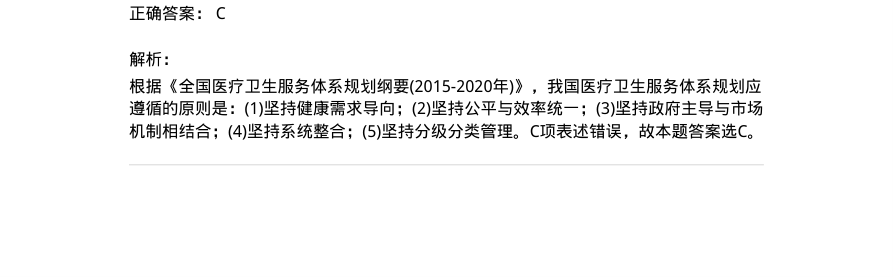 正确答案： C
解析：
根据《全国医疗卫生服务体系规划纲要(2015-2020年)》，我国医疗卫生服务体系规划应
遵循的原则是：(1)坚持健康需求导向；(2)坚持公平与效率统一；(3)坚持政府主导与市场
机制相结合；(4)坚持系统整合；(5)坚持分级分类管理。C项表述错误，故本题答案选C。